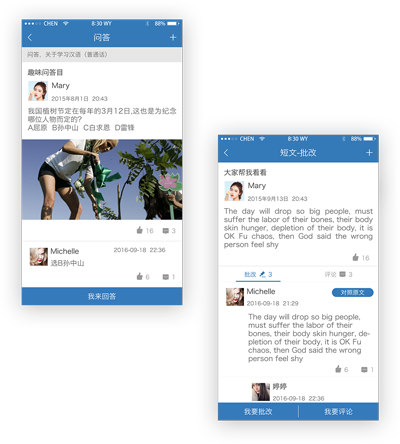 CHEN 8:30 WY 88%
问答
问答、关于学习汉语（普通话）
趣味问答目
Mary
2015年8月1日 20:43
我国植树节定在每年的3月12日,这也是为纪念
哪位人物而定的?
A屈原 B孙中山 C白求恩 D雷锋
16 3
Michelle 2016-09-18 22:36
选B孙中山
6 1
我来回答
CHEN 8:30 WY 88%
短文-批改
大家帮我看看
Mary
2015年9月13日 20:43
The day will drop so big people, must
suffer the labor of their bones, their body
skin hunger, depletion of their body, it is
OK Fu chaos, then God said the wrong
person feel shy
16
批改 3 评论 3
Michelle 对照原文
2016-09-18 21:29
The day will drop so big people,
must suffer the labor of their
bones, their body skin hunger, de-
pletion of their body, it is OK Fu
chaos, then God said the wrong
person feel shy
6 1
婷婷
2016-09-18 22:36
我要批改 我要评论